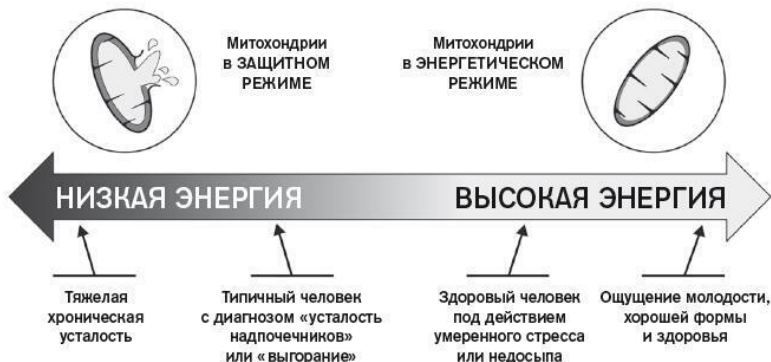 Митохондрии
в ЗАЩИТНОМ
РЕЖИМЕ
Митохондрии
в ЭНЕРГЕТИЧЕСКОМ
РЕЖИМЕ
НИЗКАЯ ЭНЕРГИЯ
ВЫСОКАЯ ЭНЕРГИЯ
Тяжелая
хроническая
усталость
Типичный человек
с диагнозом «усталость
надпочечников»
или «выгорание»
Здоровый человек
под действием
умеренного стресса
или недосыпа
Ощущение молодости,
хорошей формы
и здоровья